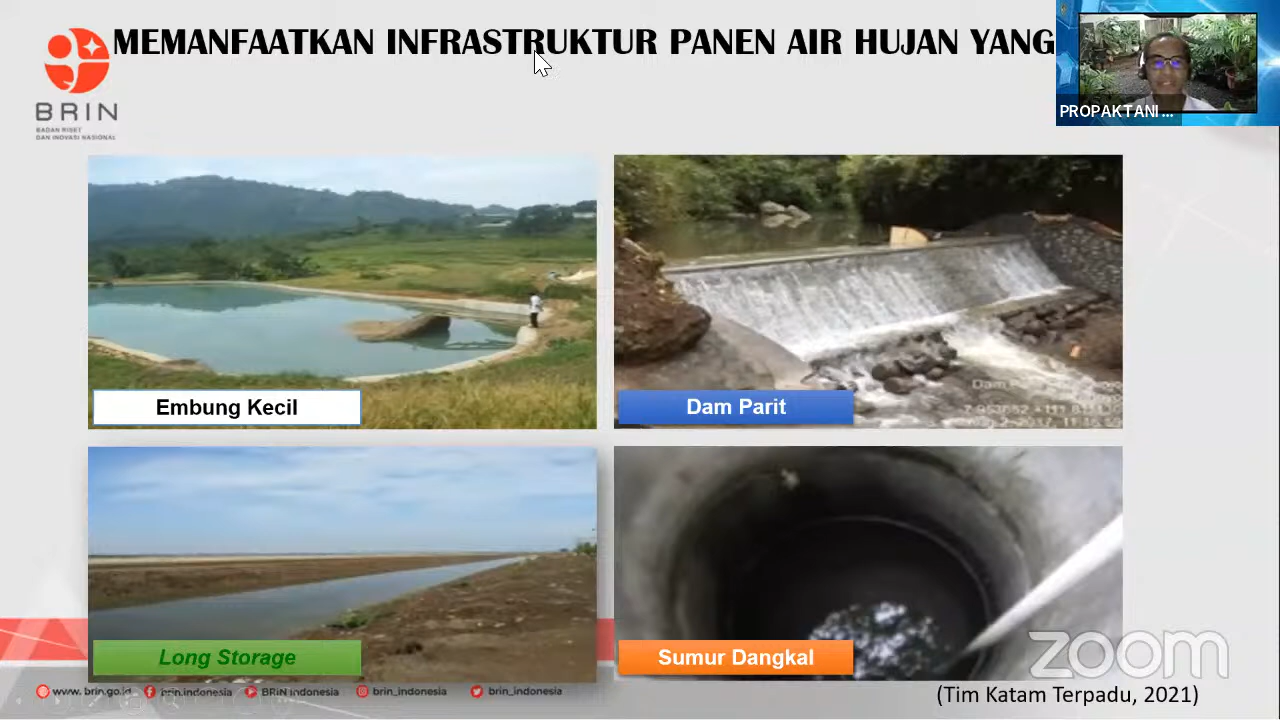 MEMANFAATKAN INFRASTRUKTUR PANEN AIR HUJAN YANG
BRIN
BADAN RISET
DAN INOVASI NASIONAL
PROPAKTANI ...
Embung Kecil
Dam Parit
Long Storage
Sumur Dangkal
zoom
www.brin.go.id brin.indonesia BRIN Indonesia brin_indonesia brin_indonesia
(Tim Katam Terpadu, 2021)